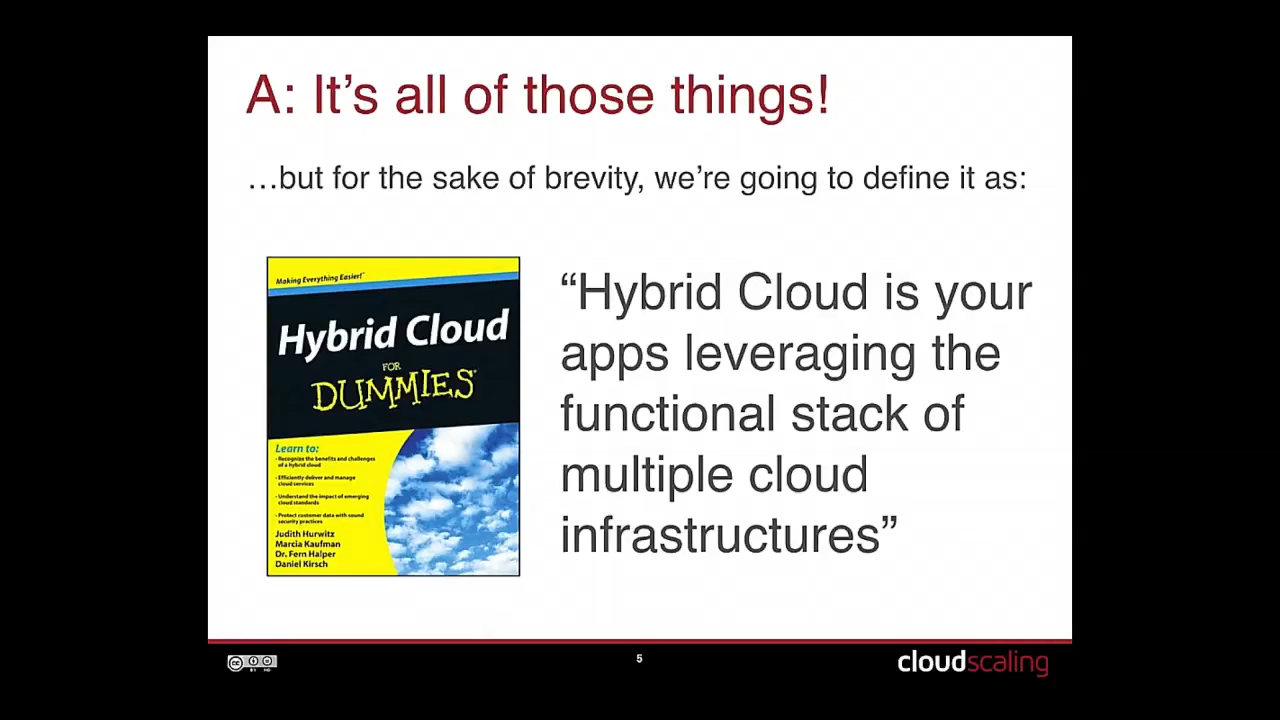 A: It's all of those things!
…but for the sake of brevity, we're going to define it as:
Making Everything Easier!™
Hybrid Cloud
FOR
DUMMIES®
Learn to:
· Recognize the benefits and challenges
of a hybrid cloud
· Efficiently deliver and manage
cloud services
· Understand the impact of emerging
cloud standards
· Protect customer data with sound
security practices
Judith Hurwitz
Marcia Kaufman
Dr. Fern Halper
Daniel Kirsch
“Hybrid Cloud is your
apps leveraging the
functional stack of
multiple cloud
infrastructures”
cc
5
cloudscaling